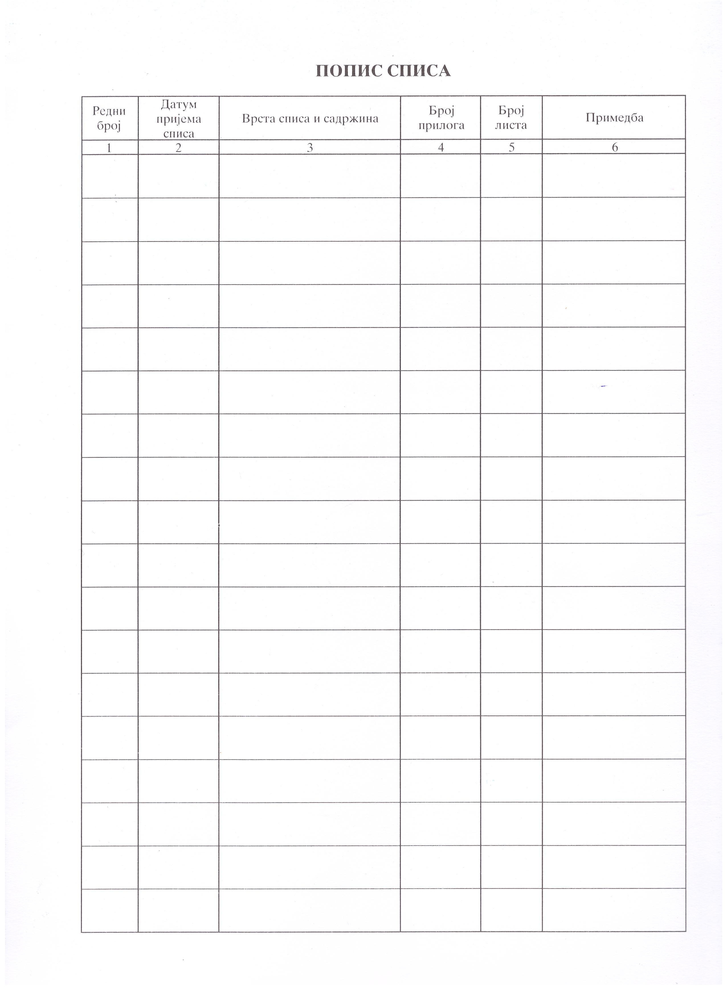 ПОПИС СПИСА
Редни
број
Датум
пријема
списа
Врста списа и садржина
Број
прилога
Број
листа
Примедба
1 2 3 4 5 6